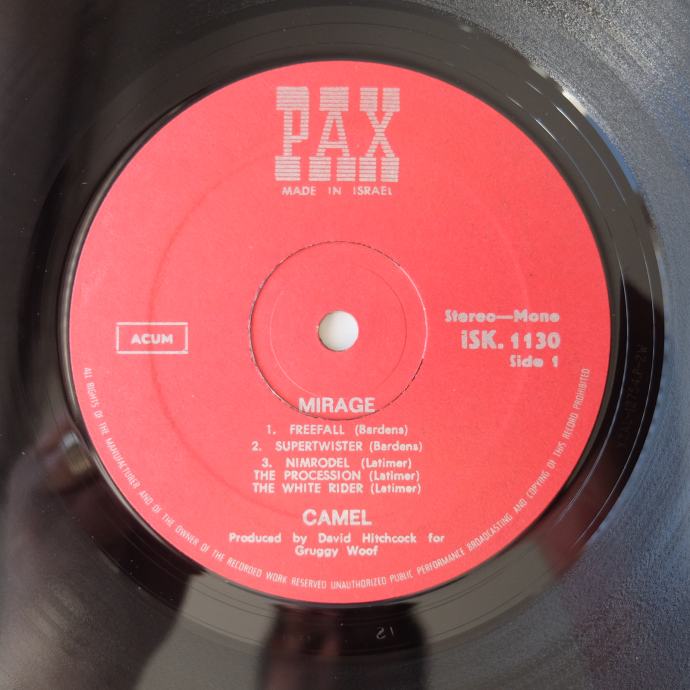 PAX
MADE IN ISRAEL
ACUM
Stereo—Mono
iSK. 1130
Side 1
MIRAGE
1. FREEFALL (Bardens)
2. SUPERTWISTER (Bardens)
3. NIMRODEL (Latimer)
THE PROCESSION (Latimer)
THE WHITE RIDER (Latimer)
CAMEL
Produced by David Hitchcock for
Gruggy Woof
ALL RIGHTS OF THE MANUFACTURER AND OF THE OWNER OF THE RECORDED WORK RESERVED UNAUTHORIZED PUBLIC PERFORMANCE BROADCASTING AND COPYING OF THIS RECORD PROHIBITED